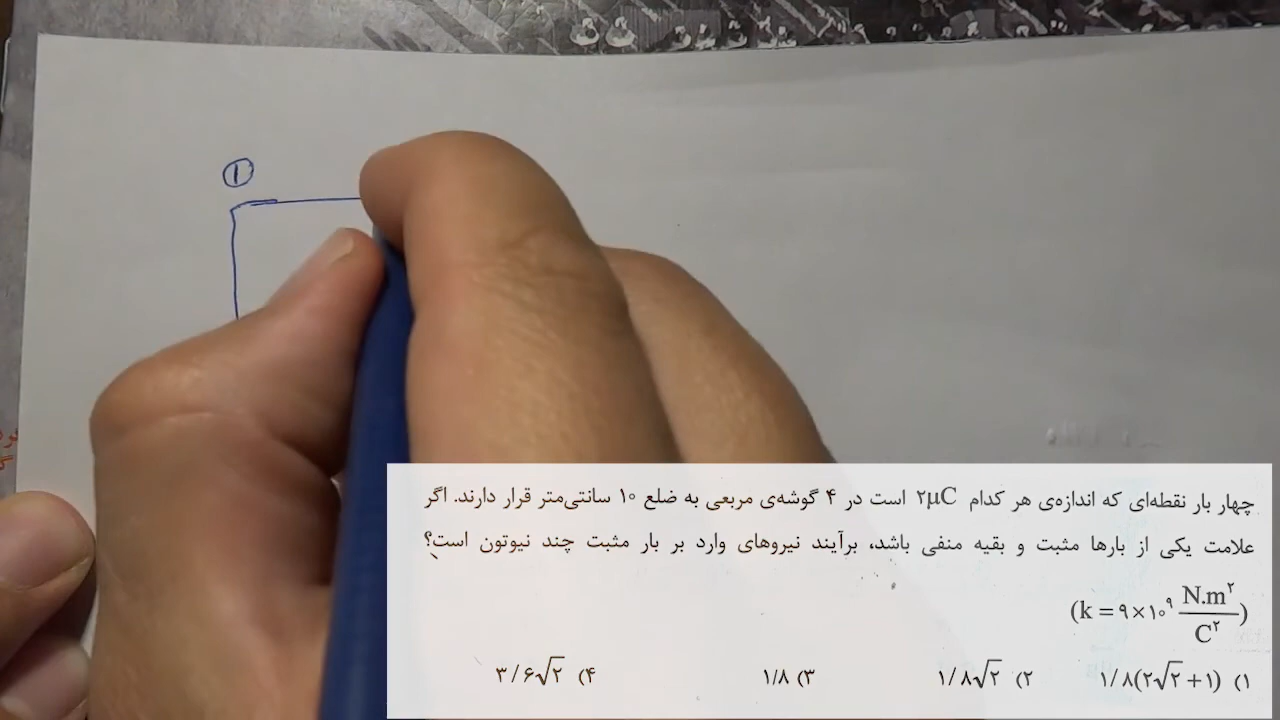 ①
چهار بار نقطه‌ای که اندازه‌ی هر کدام ۲μC است در ۴ گوشه‌ی مربعی به ضلع ۱۰ سانتی‌متر قرار دارند. اگر
علامت یکی از بارها مثبت و بقیه منفی باشد، برآیند نیروهای وارد بر بار مثبت چند نیوتون است؟
(k = ۹×۱۰^۹ N.m^۲/C^۲)
۱) ۱/۸(۲√۲+۱) ۲) ۱/۸√۲ ۳) ۱/۸ ۴) ۳/۶√۲